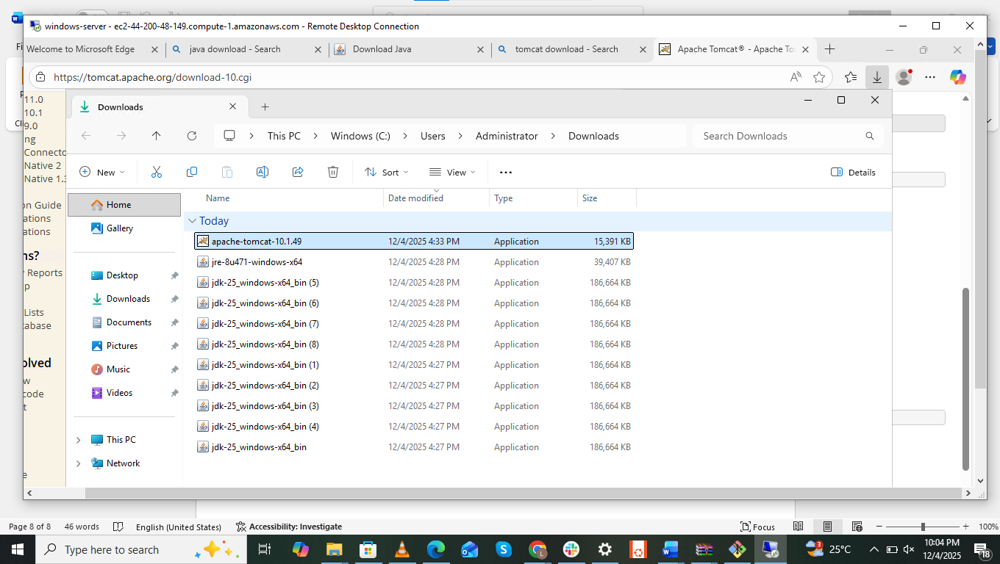 windows-server - ec2-44-200-48-149.compute-1.amazonaws.com - Remote Desktop Connection
Welcome to Microsoft Edge
java download - Search
Download Java
tomcat download - Search
Apache Tomcat® - Apache To
https://tomcat.apache.org/download-10.cgi
11.0
10.1
9.0
ng
Connecto
Native 2
Native 1.3
on Guide
ations
ations
ns?
Reports
p
Lists
abase
olved
w
code
t
e
Downloads
This PC > Windows (C:) > Users > Administrator > Downloads
Search Downloads
New
Sort
View
Details
Home
Gallery
Desktop
Downloads
Documents
Pictures
Music
Videos
This PC
Network
Name Date modified Type Size
Today
apache-tomcat-10.1.49 12/4/2025 4:33 PM Application 15,391 KB
jre-8u471-windows-x64 12/4/2025 4:28 PM Application 39,407 KB
jdk-25_windows-x64_bin (5) 12/4/2025 4:28 PM Application 186,664 KB
jdk-25_windows-x64_bin (6) 12/4/2025 4:28 PM Application 186,664 KB
jdk-25_windows-x64_bin (7) 12/4/2025 4:28 PM Application 186,664 KB
jdk-25_windows-x64_bin (8) 12/4/2025 4:28 PM Application 186,664 KB
jdk-25_windows-x64_bin (1) 12/4/2025 4:27 PM Application 186,664 KB
jdk-25_windows-x64_bin (2) 12/4/2025 4:27 PM Application 186,664 KB
jdk-25_windows-x64_bin (3) 12/4/2025 4:27 PM Application 186,664 KB
jdk-25_windows-x64_bin (4) 12/4/2025 4:27 PM Application 186,664 KB
jdk-25_windows-x64_bin 12/4/2025 4:27 PM Application 186,664 KB
Page 8 of 8 46 words English (United States) Accessibility: Investigate Focus 100%
Type here to search
25°C
10:04 PM
12/4/2025
18
3